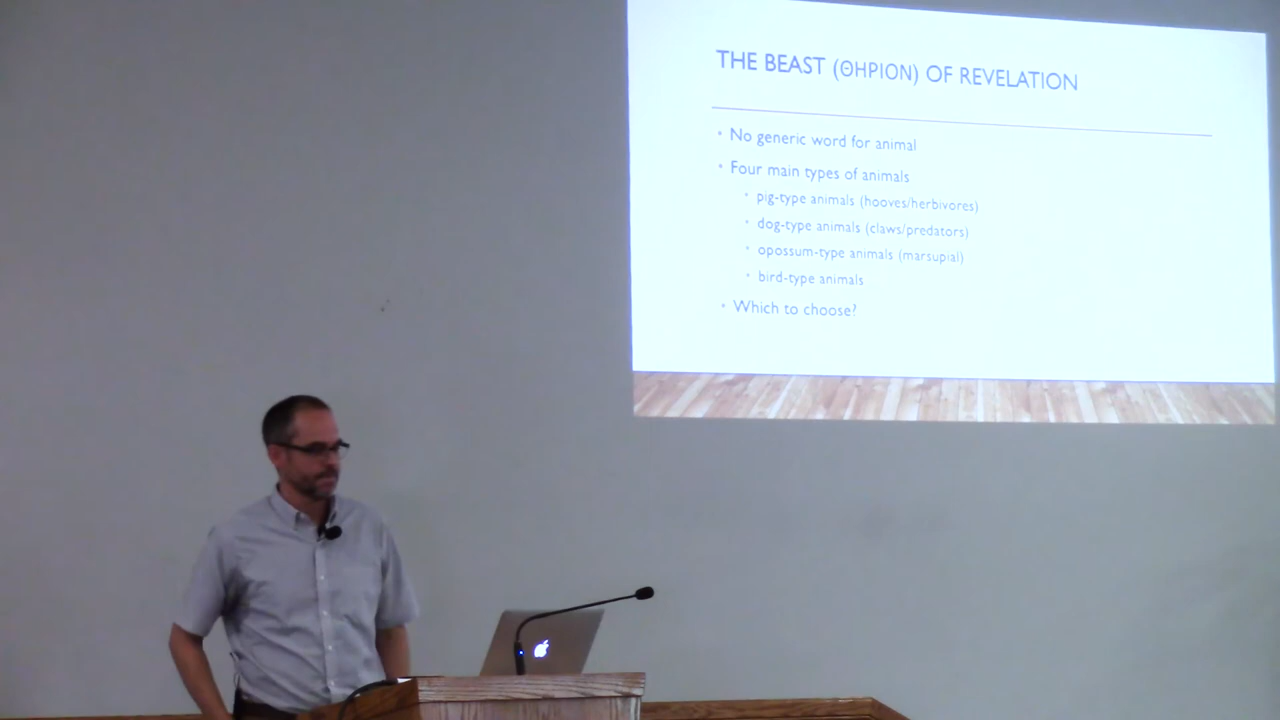 THE BEAST (ΘΗΡΙΟΝ) OF REVELATION
• No generic word for animal
• Four main types of animals
• pig-type animals (hooves/herbivores)
• dog-type animals (claws/predators)
• opossum-type animals (marsupial)
• bird-type animals
• Which to choose?